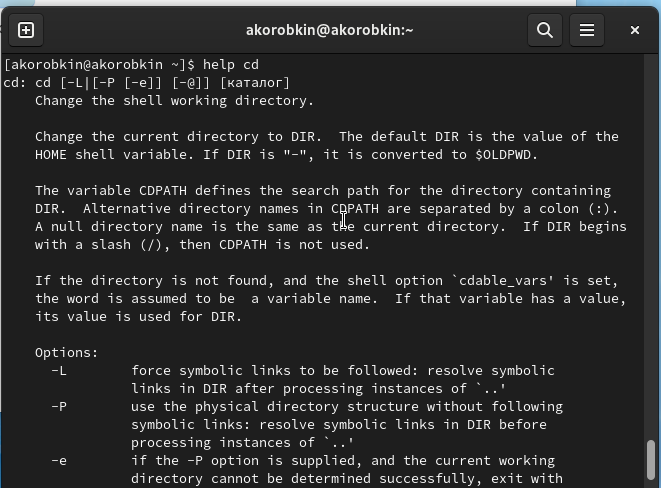 akorobkin@akorobkin:~
[akorobkin@akorobkin ~]$ help cd
cd: cd [-L|[-P [-e]] [-@]] [каталог]
Change the shell working directory.
Change the current directory to DIR.  The default DIR is the value of the
HOME shell variable. If DIR is "-", it is converted to $OLDPWD.
The variable CDPATH defines the search path for the directory containing
DIR.  Alternative directory names in CDPATH are separated by a colon (:).
A null directory name is the same as the current directory.  If DIR begins
with a slash (/), then CDPATH is not used.
If the directory is not found, and the shell option `cdable_vars' is set,
the word is assumed to be  a variable name.  If that variable has a value,
its value is used for DIR.
Options:
-L        force symbolic links to be followed: resolve symbolic
links in DIR after processing instances of `..'
-P        use the physical directory structure without following
symbolic links: resolve symbolic links in DIR before
processing instances of `..'
-e        if the -P option is supplied, and the current working
directory cannot be determined successfully, exit with